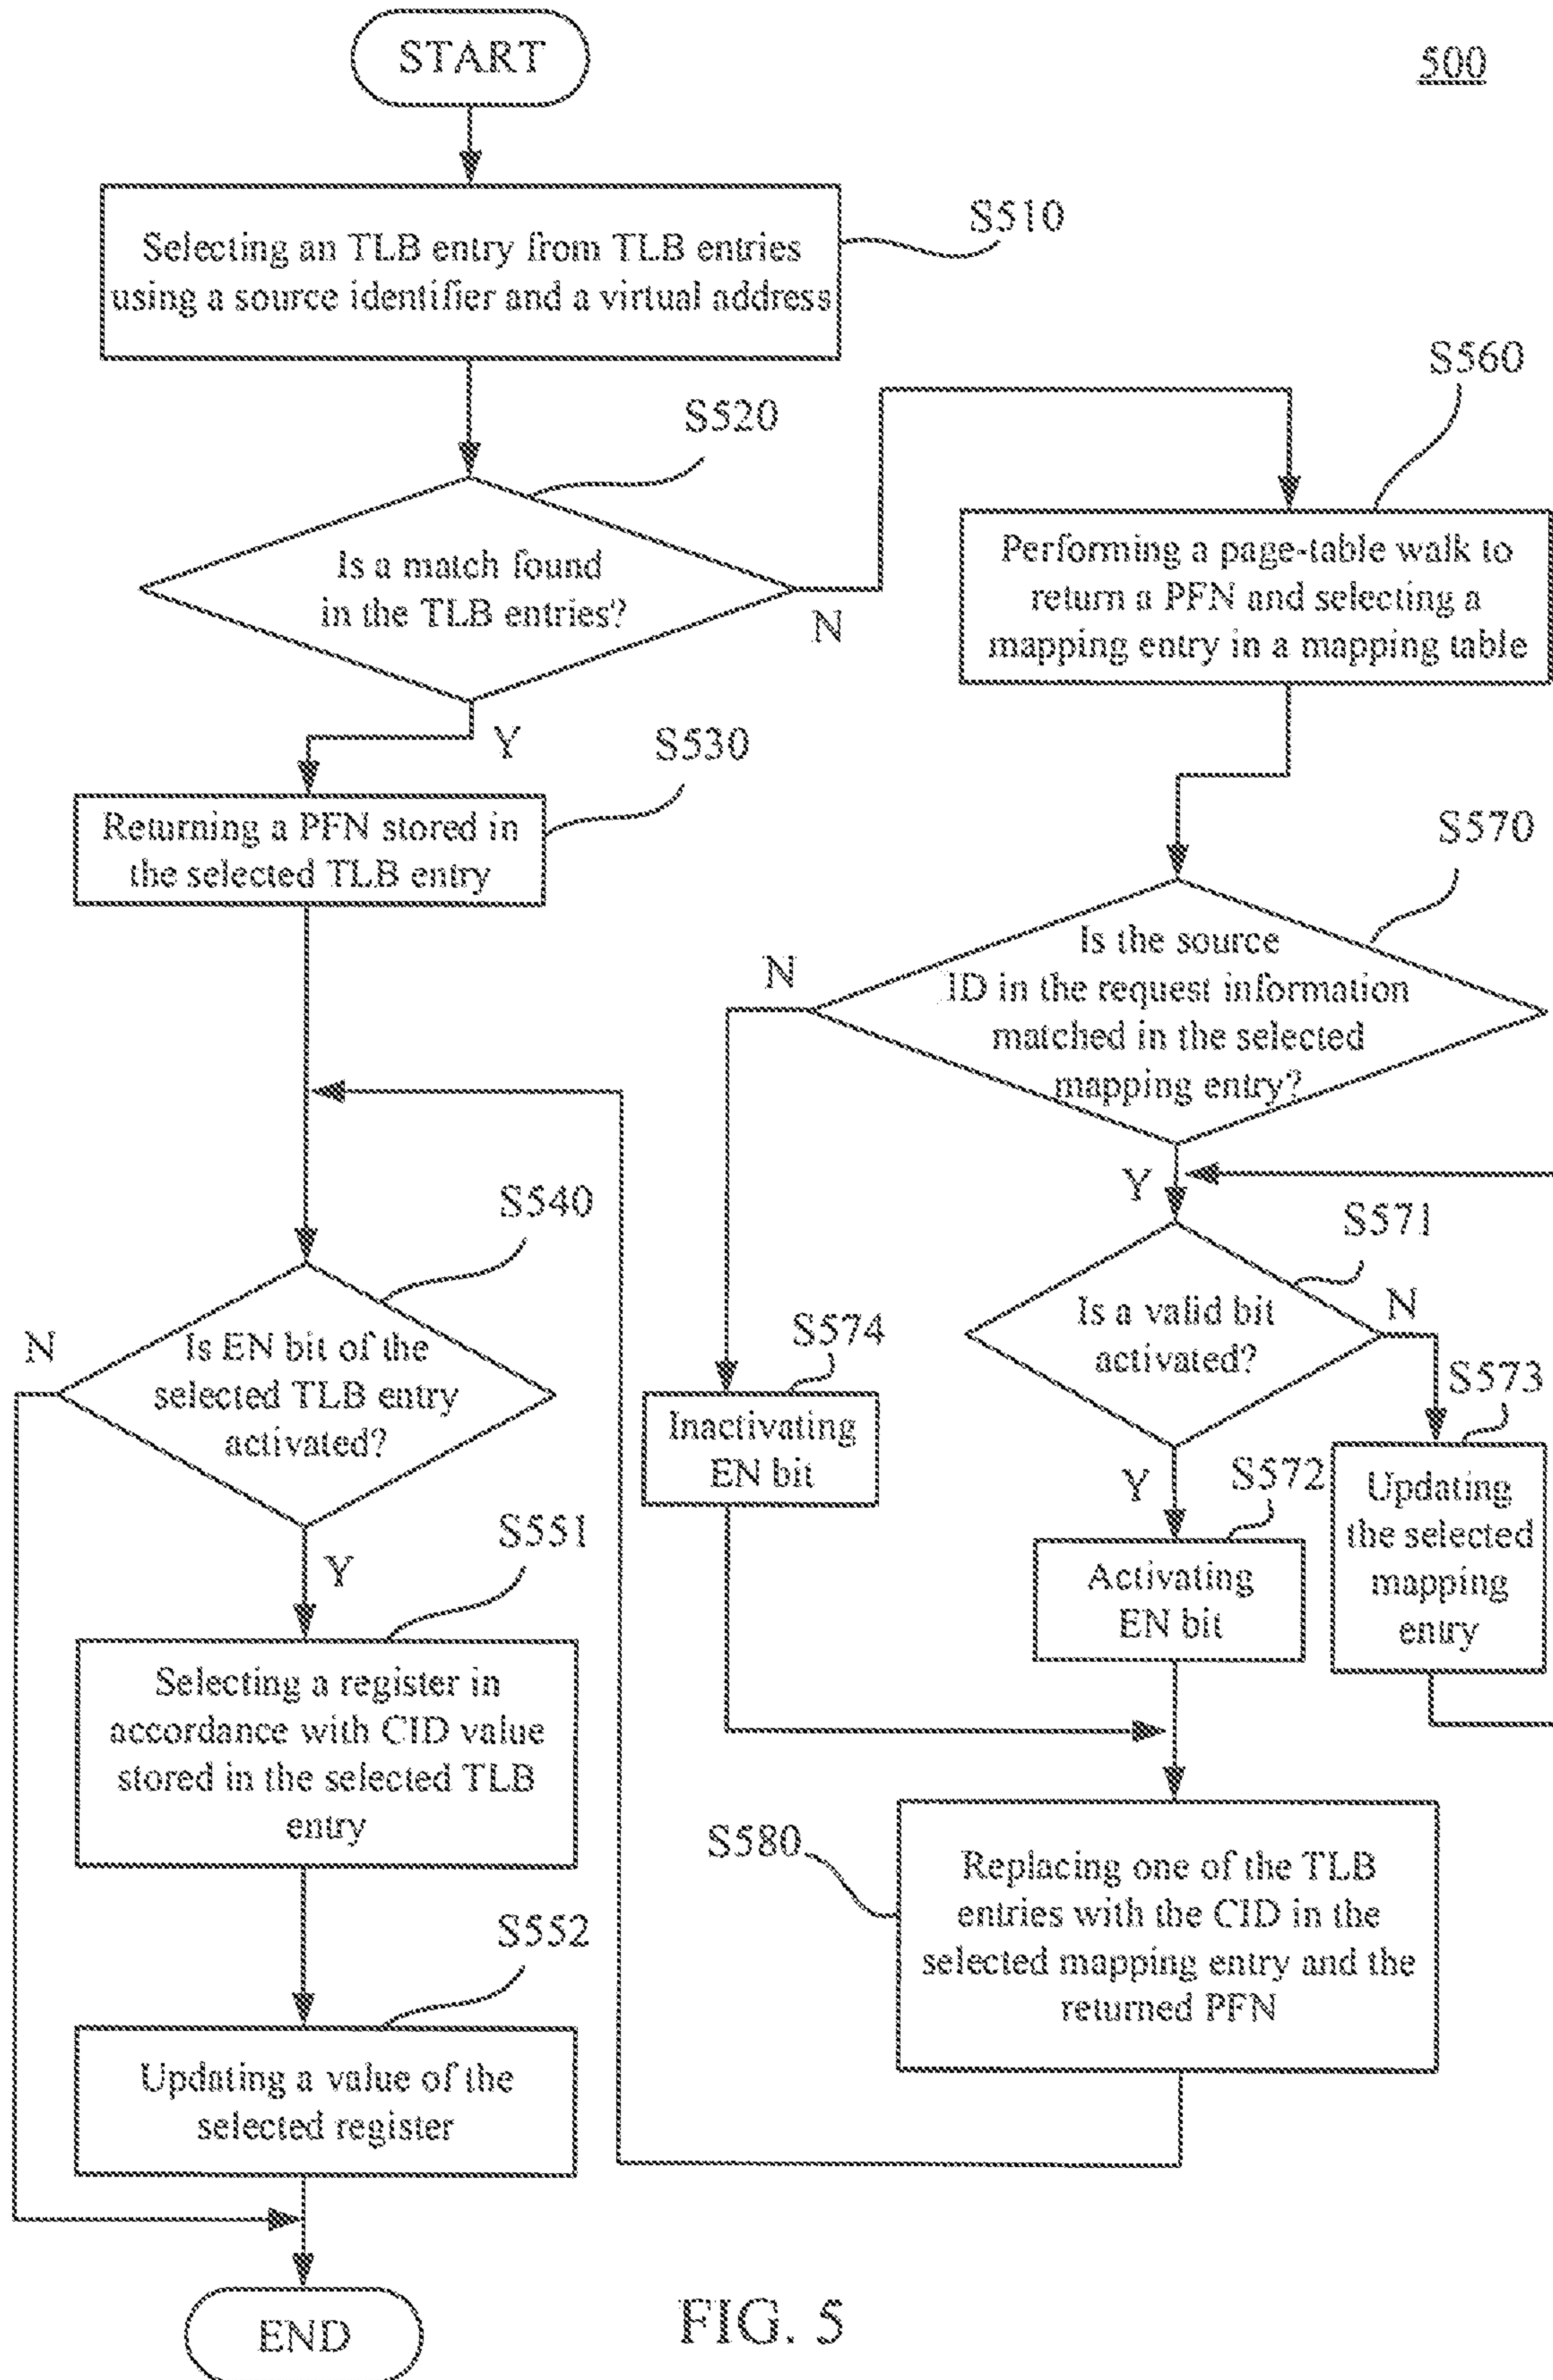 START
500
S510
Selecting an TLB entry from TLB entries
using a source identifier and a virtual address
S520
Is a match found
in the TLB entries?
N
Y
S560
Performing a page-table walk to
return a PFN and selecting a
mapping entry in a mapping table
S530
Returning a PFN stored in
the selected TLB entry
S570
Is the source
ID in the request information
matched in the selected
mapping entry?
N
Y
S540
Is EN bit of the
selected TLB entry
activated?
N
Y
S571
Is a valid bit
activated?
N
Y
S574
Inactivating
EN bit
S572
Activating
EN bit
S573
Updating
the selected
mapping
entry
S551
Selecting a register in
accordance with CID value
stored in the selected TLB
entry
S580
Replacing one of the TLB
entries with the CID in the
selected mapping entry and the
returned PFN
S552
Updating a value of the
selected register
END
FIG. 5